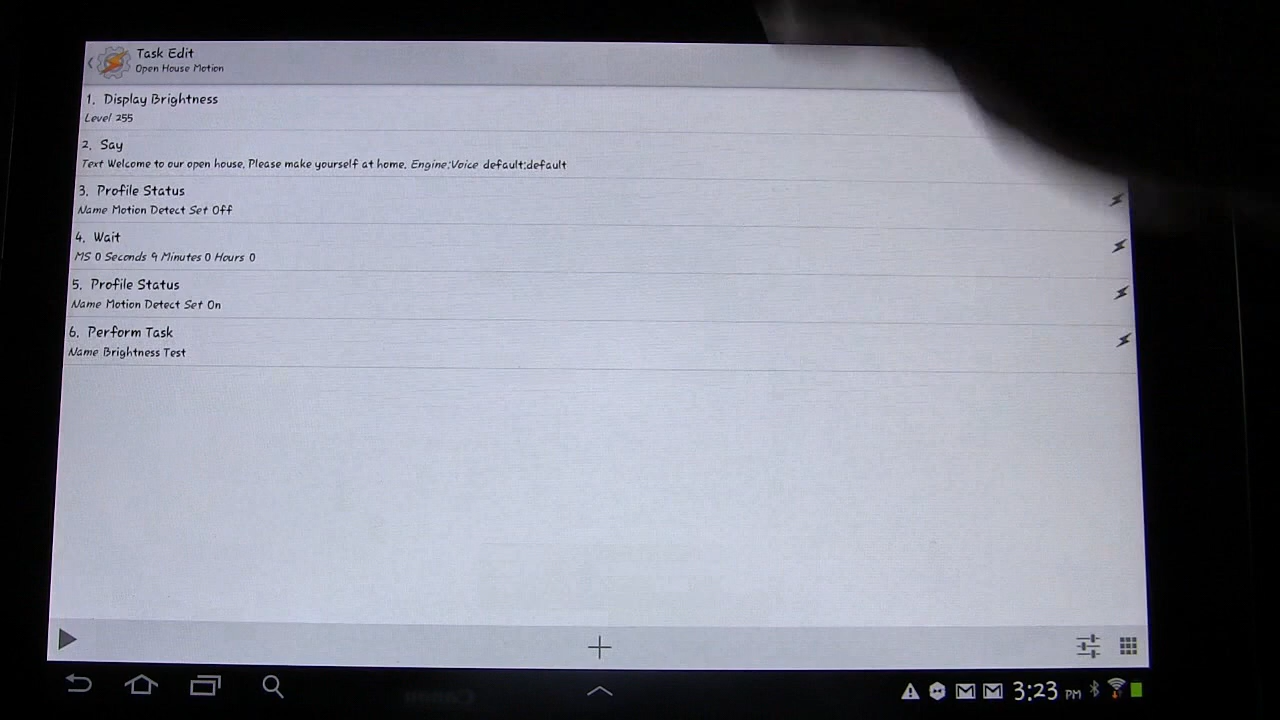 Task Edit
Open House Motion
1. Display Brightness
Level 255
2. Say
Text Welcome to our open house. Please make yourself at home. Engine:Voice default:default
3. Profile Status
Name Motion Detect Set Off
4. Wait
MS 0 Seconds 9 Minutes 0 Hours 0
5. Profile Status
Name Motion Detect Set On
6. Perform Task
Name Brightness Test
3:23 PM